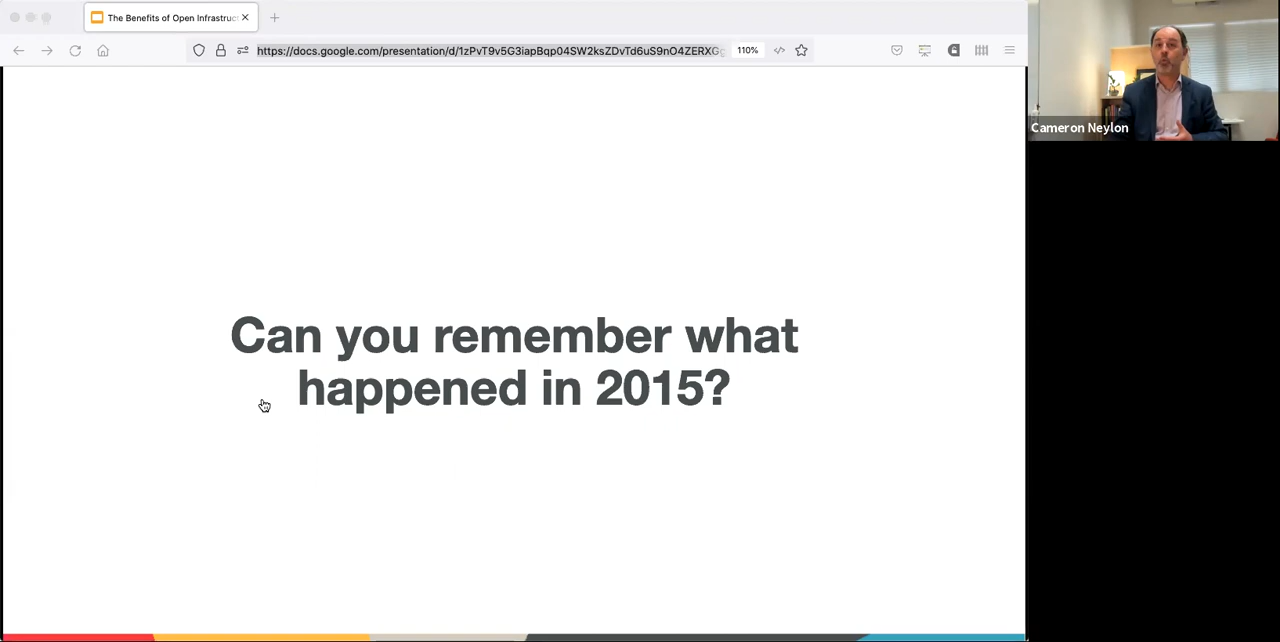 The Benefits of Open Infrastruc
https://docs.google.com/presentation/d/1zPvT9v5G3iapBqp04SW2ksZDvTd6uS9nO4ZERXG
110%
Cameron Neylon
Can you remember what
happened in 2015?